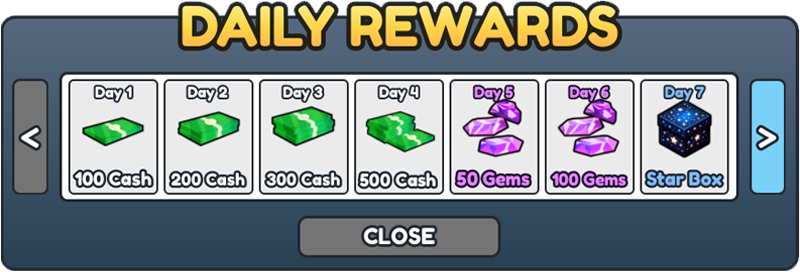 DAILY REWARDS
Day 1 Day 2 Day 3 Day 4 Day 5 Day 6 Day 7
< >
100 Cash 200 Cash 300 Cash 500 Cash 50 Gems 100 Gems Star Box
CLOSE